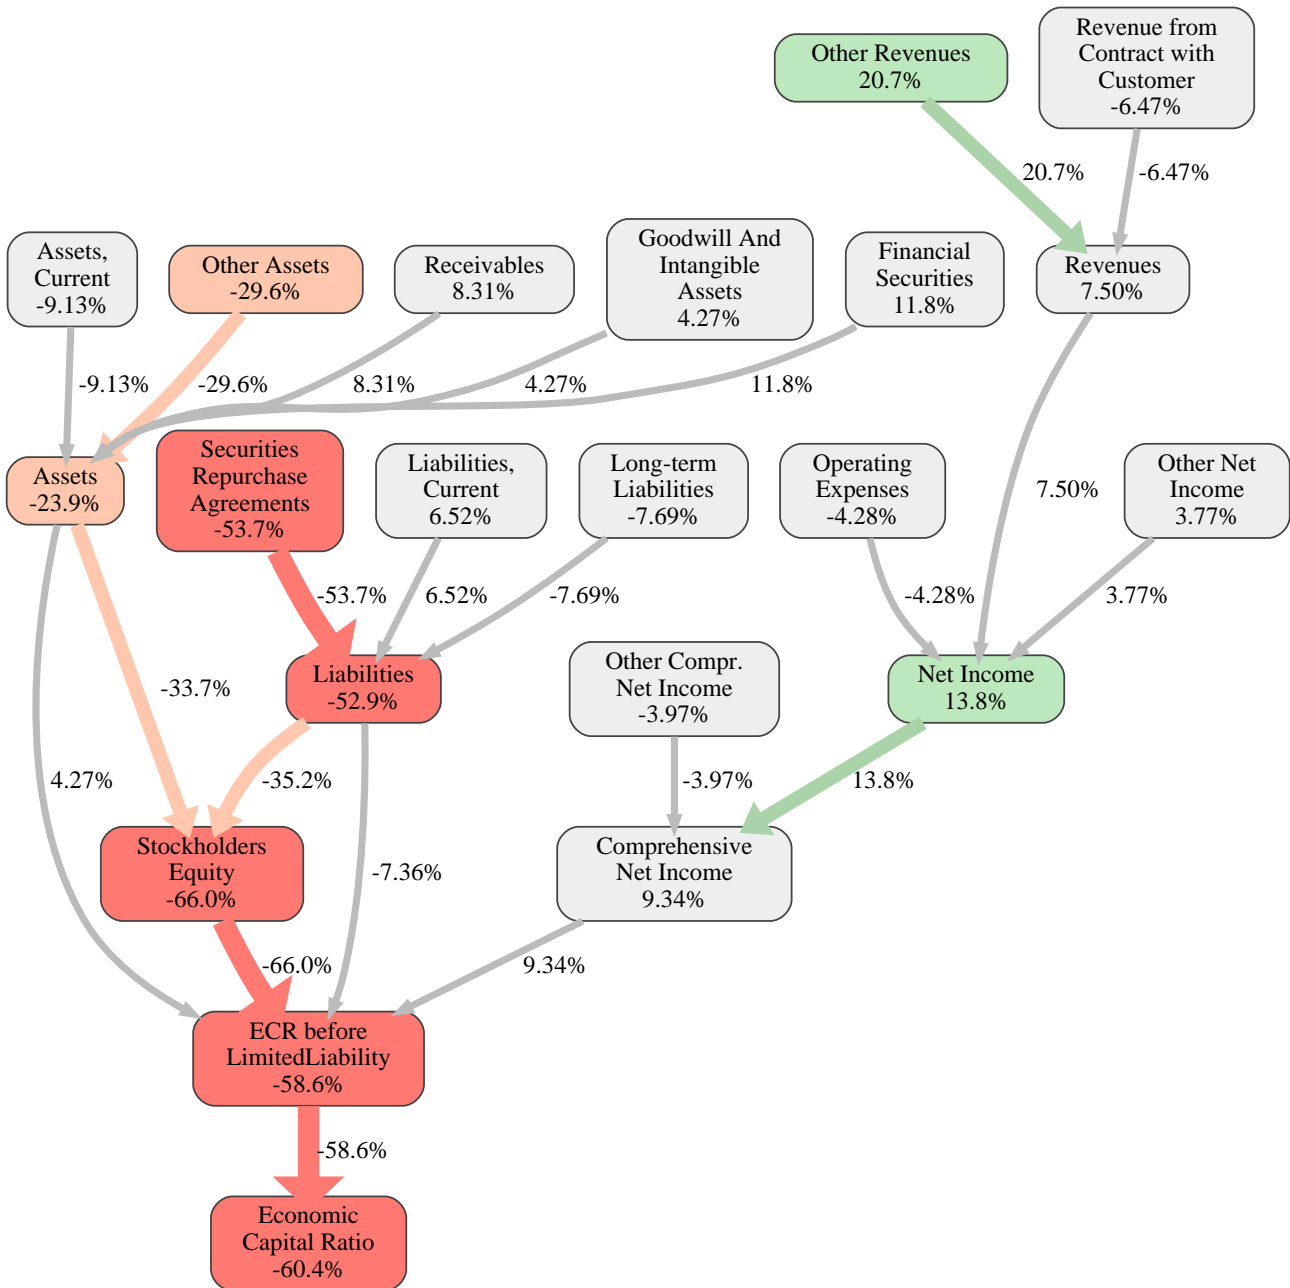 Other Revenues
20.7%
Revenue from
Contract with
Customer
-6.47%
20.7%
-6.47%
Assets,
Current
-9.13%
Other Assets
-29.6%
Receivables
8.31%
Goodwill And
Intangible
Assets
4.27%
Financial
Securities
11.8%
Revenues
7.50%
-9.13%
-29.6%
8.31%
4.27%
11.8%
Assets
-23.9%
Securities
Repurchase
Agreements
-53.7%
Liabilities,
Current
6.52%
Long-term
Liabilities
-7.69%
Operating
Expenses
-4.28%
7.50%
Other Net
Income
3.77%
-53.7%
6.52%
-7.69%
-4.28%
3.77%
-33.7%
Liabilities
-52.9%
Other Compr.
Net Income
-3.97%
Net Income
13.8%
4.27%
-35.2%
-3.97%
13.8%
Stockholders
Equity
-66.0%
-7.36%
Comprehensive
Net Income
9.34%
-66.0%
9.34%
ECR before
LimitedLiability
-58.6%
-58.6%
Economic
Capital Ratio
-60.4%